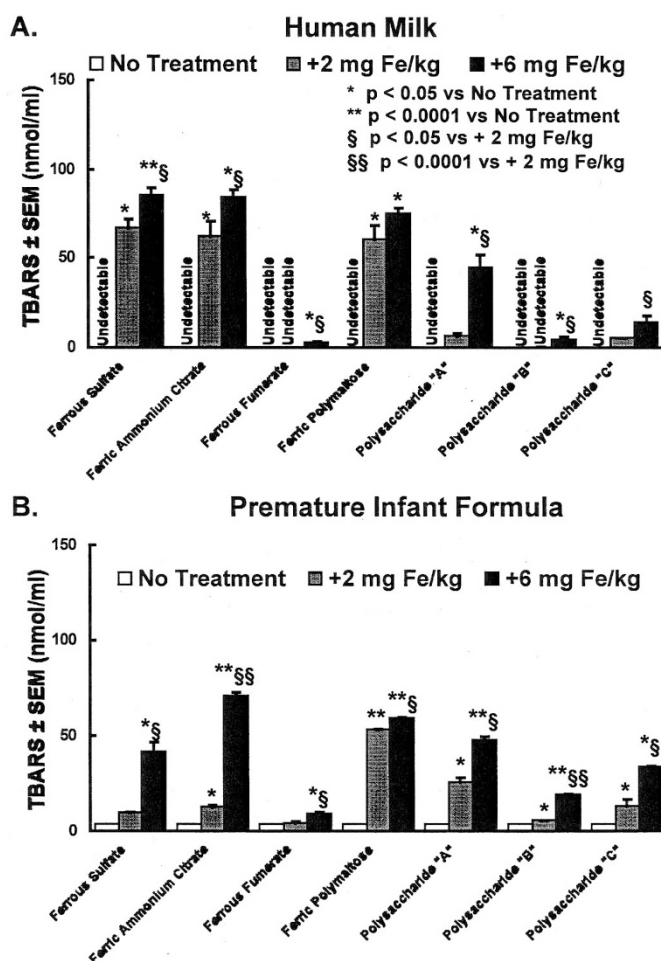 A. Human Milk
No Treatment +2 mg Fe/kg +6 mg Fe/kg
* p < 0.05 vs No Treatment
** p < 0.0001 vs No Treatment
§ p < 0.05 vs + 2 mg Fe/kg
§§ p < 0.0001 vs + 2 mg Fe/kg
TBARS ± SEM (nmol/ml)
150
100
50
0
Undetectable * **§
Undetectable * *§
Undetectable Undetectable *§
Undetectable * *
Undetectable *§
Undetectable Undetectable *§
Undetectable §
Ferrous Sulfate
Ferric Ammonium Citrate
Ferrous Fumerate
Ferric Polymaltose
Polysaccharide "A"
Polysaccharide "B"
Polysaccharide "C"
B. Premature Infant Formula
No Treatment +2 mg Fe/kg +6 mg Fe/kg
TBARS ± SEM (nmol/ml)
150
100
50
0
*§
* **§§
*§
** **§
* **§
* **§§
* *§
Ferrous Sulfate
Ferric Ammonium Citrate
Ferrous Fumerate
Ferric Polymaltose
Polysaccharide "A"
Polysaccharide "B"
Polysaccharide "C"